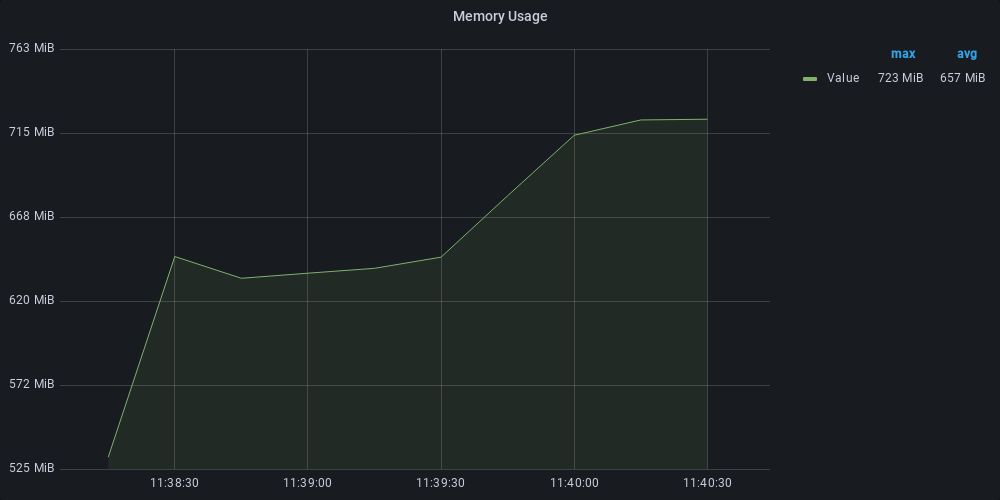 Memory Usage
763 MiB
715 MiB
668 MiB
620 MiB
572 MiB
525 MiB
11:38:30 11:39:00 11:39:30 11:40:00 11:40:30
max avg
Value 723 MiB 657 MiB